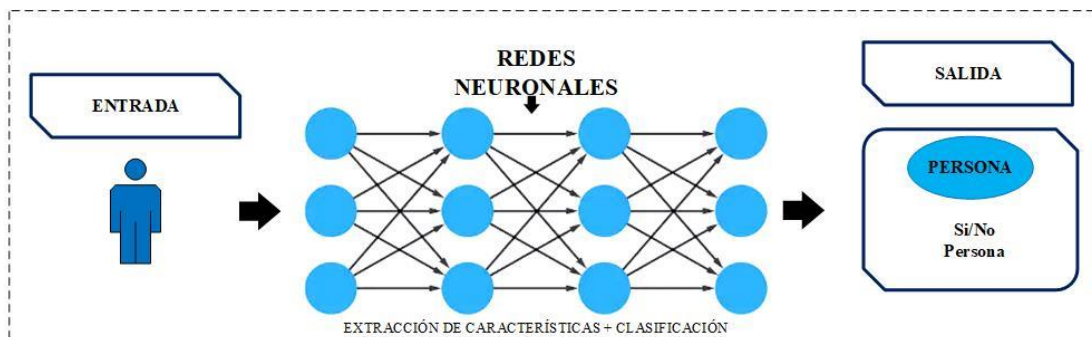 REDES
NEURONALES
ENTRADA
SALIDA
PERSONA
Si/No
Persona
EXTRACCIÓN DE CARACTERÍSTICAS + CLASIFICACIÓN